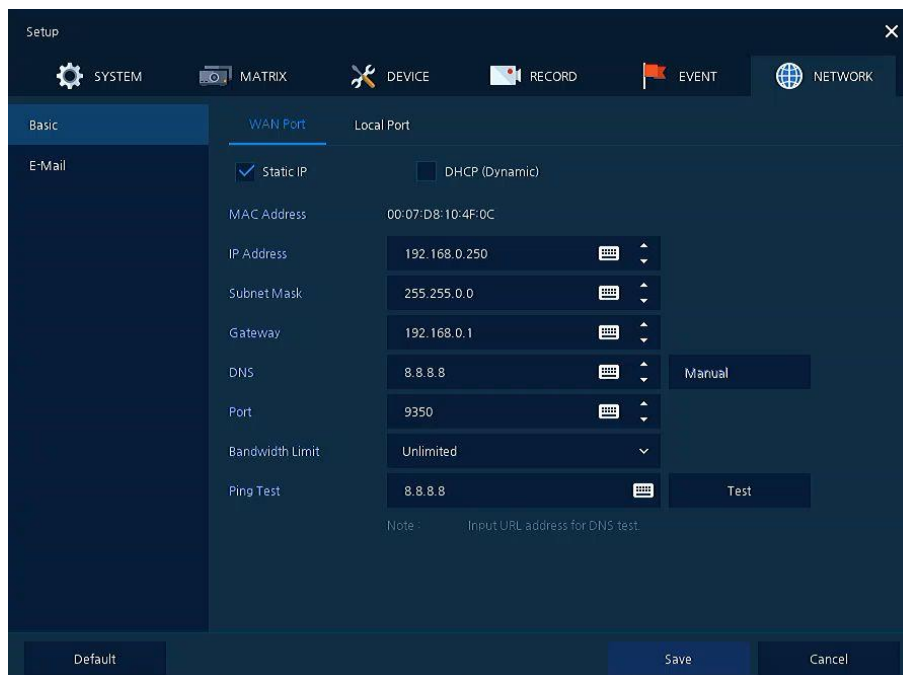 Setup
SYSTEM MATRIX DEVICE RECORD EVENT NETWORK
Basic
E-Mail
WAN Port Local Port
Static IP DHCP (Dynamic)
MAC Address 00:07:D8:10:4F:0C
IP Address 192.168.0.250
Subnet Mask 255.255.0.0
Gateway 192.168.0.1
DNS 8.8.8.8 Manual
Port 9350
Bandwidth Limit Unlimited
Ping Test 8.8.8.8 Test
Note : Input URL address for DNS test.
Default Save Cancel